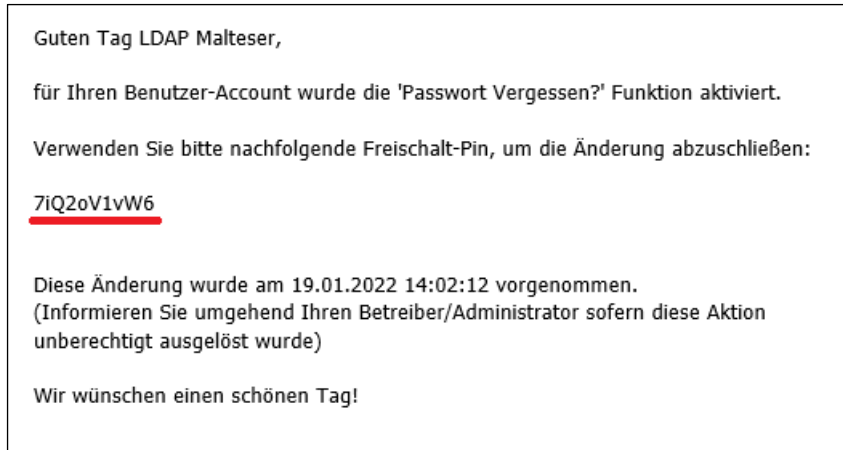 Guten Tag LDAP Malteser,
für Ihren Benutzer-Account wurde die 'Passwort Vergessen?' Funktion aktiviert.
Verwenden Sie bitte nachfolgende Freischalt-Pin, um die Änderung abzuschließen:
7iQ2oV1vW6
Diese Änderung wurde am 19.01.2022 14:02:12 vorgenommen.
(Informieren Sie umgehend Ihren Betreiber/Administrator sofern diese Aktion
unberechtigt ausgelöst wurde)
Wir wünschen einen schönen Tag!